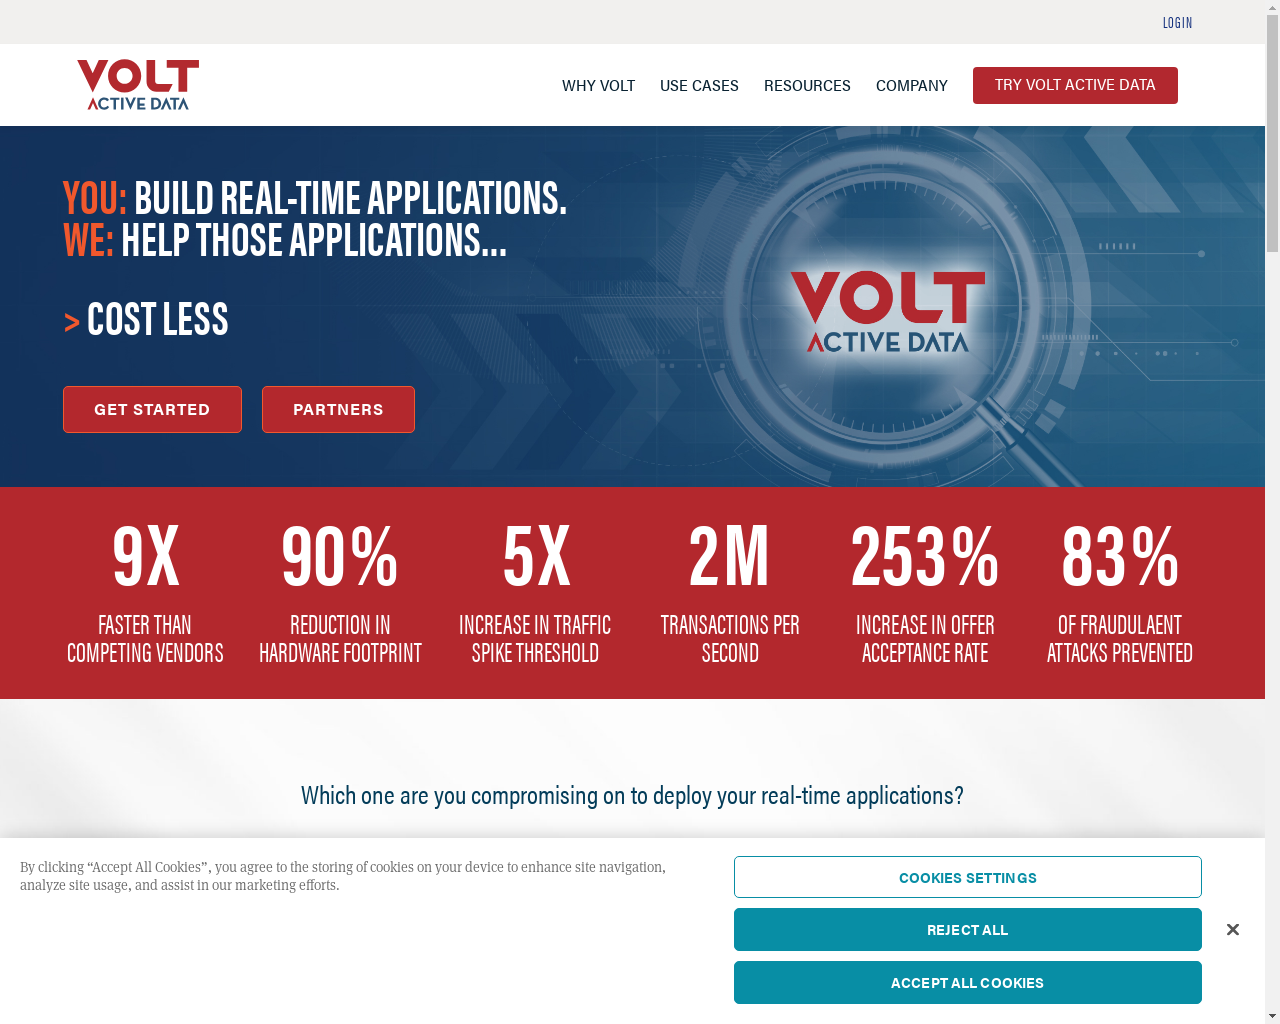 LOGIN
VOLT
ACTIVE DATA
WHY VOLT
USE CASES
RESOURCES
COMPANY
TRY VOLT ACTIVE DATA
YOU: BUILD REAL-TIME APPLICATIONS.
WE: HELP THOSE APPLICATIONS...
> COST LESS
GET STARTED
PARTNERS
VOLT
ACTIVE DATA
9X
FASTER THAN
COMPETING VENDORS
90%
REDUCTION IN
HARDWARE FOOTPRINT
5X
INCREASE IN TRAFFIC
SPIKE THRESHOLD
2M
TRANSACTIONS PER
SECOND
253%
INCREASE IN OFFER
ACCEPTANCE RATE
83%
OF FRAUDULAENT
ATTACKS PREVENTED
Which one are you compromising on to deploy your real-time applications?
By clicking “Accept All Cookies”, you agree to the storing of cookies on your device to enhance site navigation,
analyze site usage, and assist in our marketing efforts.
COOKIES SETTINGS
REJECT ALL
ACCEPT ALL COOKIES